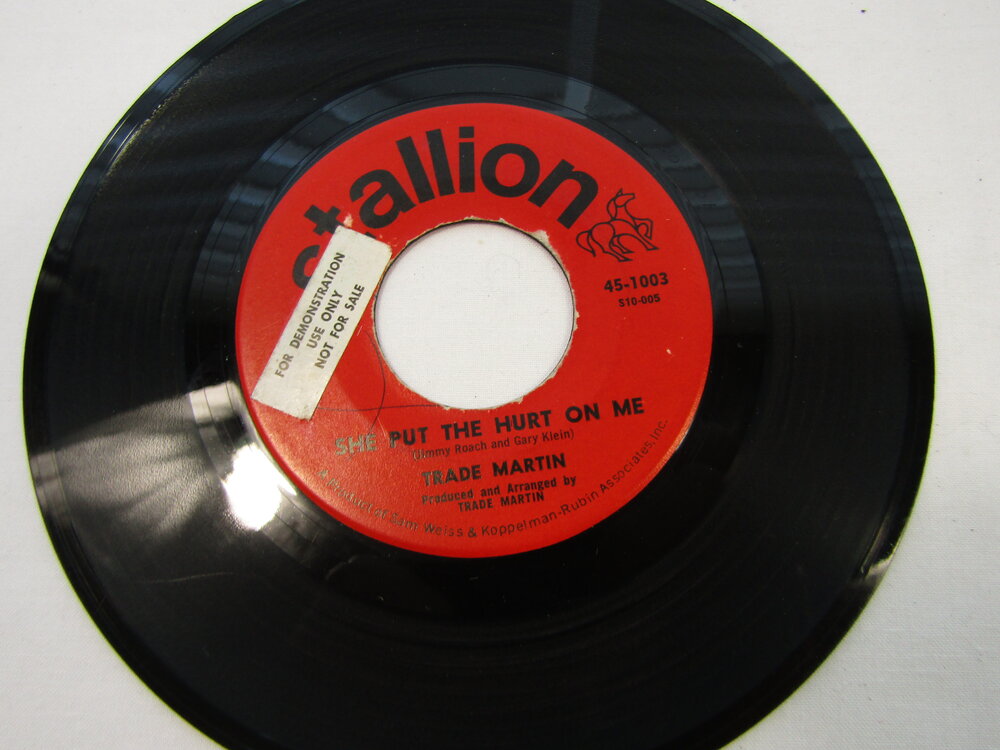 stallion
FOR DEMONSTRATION
USE ONLY
NOT FOR SALE
45-1003
S10-005
SHE PUT THE HURT ON ME
(Jimmy Roach and Gary Klein)
TRADE MARTIN
Produced and Arranged by
TRADE MARTIN
A Product of Sam Weiss & Koppelman-Rubin Associates, Inc.